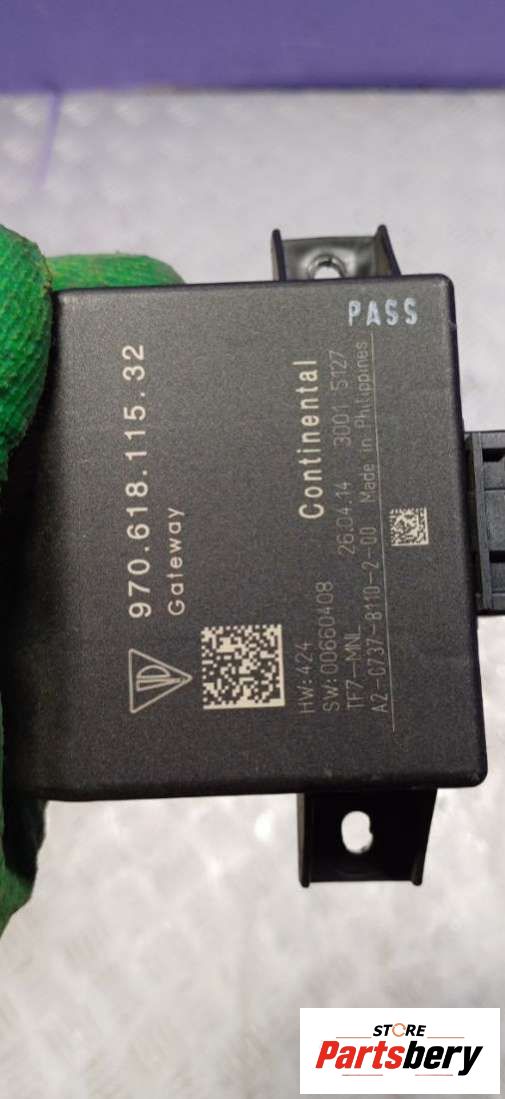 PASS
970.618.115.32
Gateway
Continental
HW:424
SW:00660408
TF7-MNL 26.04.14 3001 5127
A2-C737-8110-2-00 Made in Philippines
STORE
Partsbery